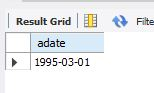 Result Grid Filte
adate
1995-03-01